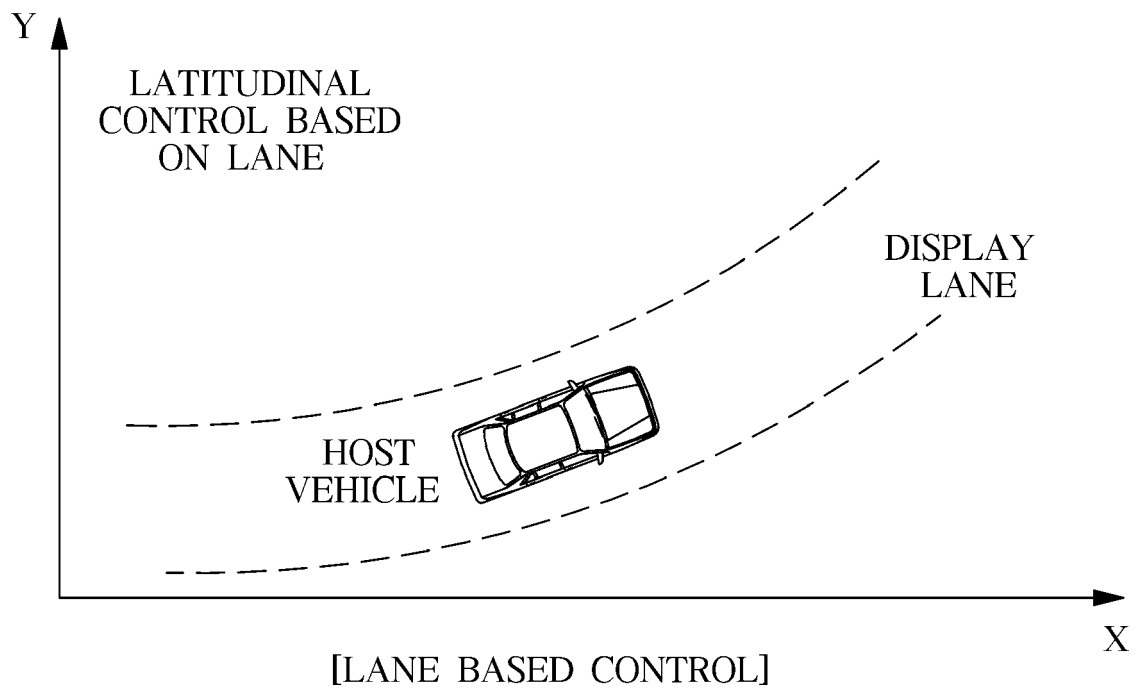 Y
LATITUDINAL
CONTROL BASED
ON LANE
DISPLAY
LANE
HOST
VEHICLE
X
[LANE BASED CONTROL]